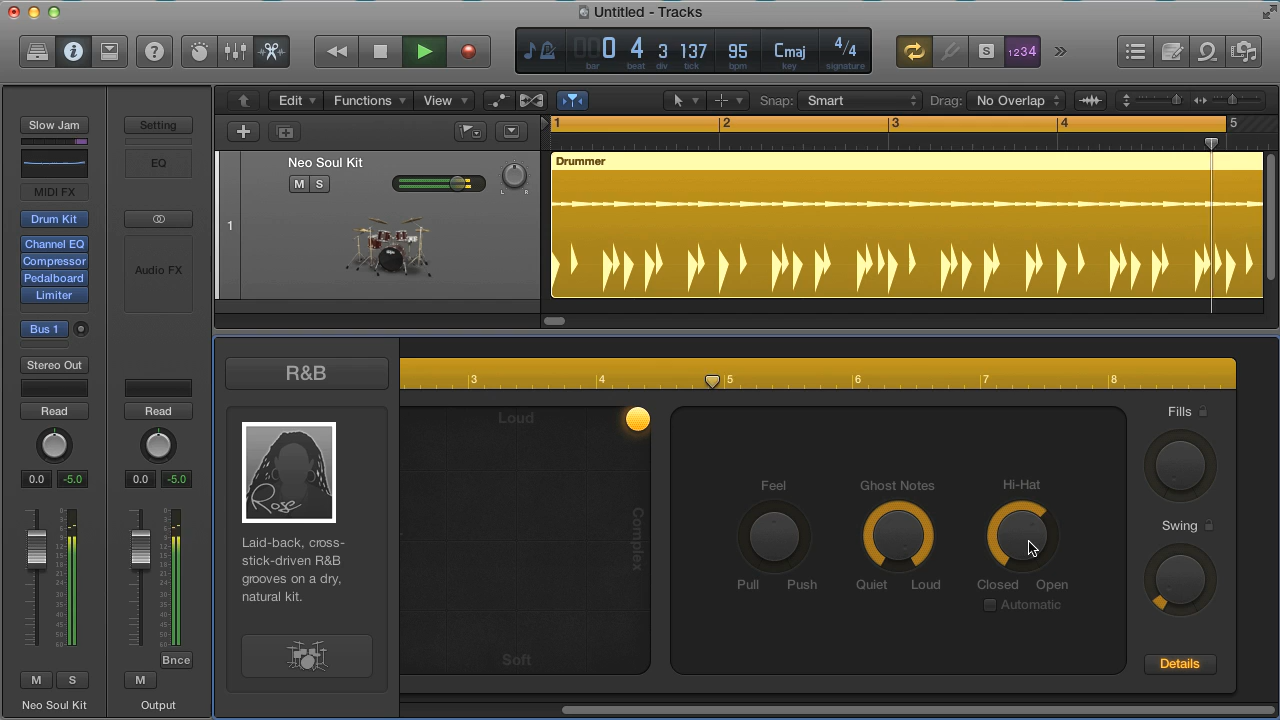 Untitled - Tracks
0 4 3 137 95 Cmaj 4/4
bar beat div tick bpm key signature
S 1234
Edit Functions View Snap: Smart Drag: No Overlap
Slow Jam
Setting
EQ
MIDI FX
Drum Kit
Channel EQ
Compressor
Pedalboard
Limiter
Audio FX
Bus 1
Stereo Out
Read Read
0.0 -5.0 0.0 -5.0
Bnce
M S M
Neo Soul Kit Output
1 2 3 4 5
Neo Soul Kit
M S
L R
1
Drummer
R&B
3 4 5 6 7 8
Rose
Laid-back, cross-
stick-driven R&B
grooves on a dry,
natural kit.
Loud
Complex
Soft
Feel Ghost Notes Hi-Hat
Pull Push Quiet Loud Closed Open
Automatic
Fills
Swing
Details